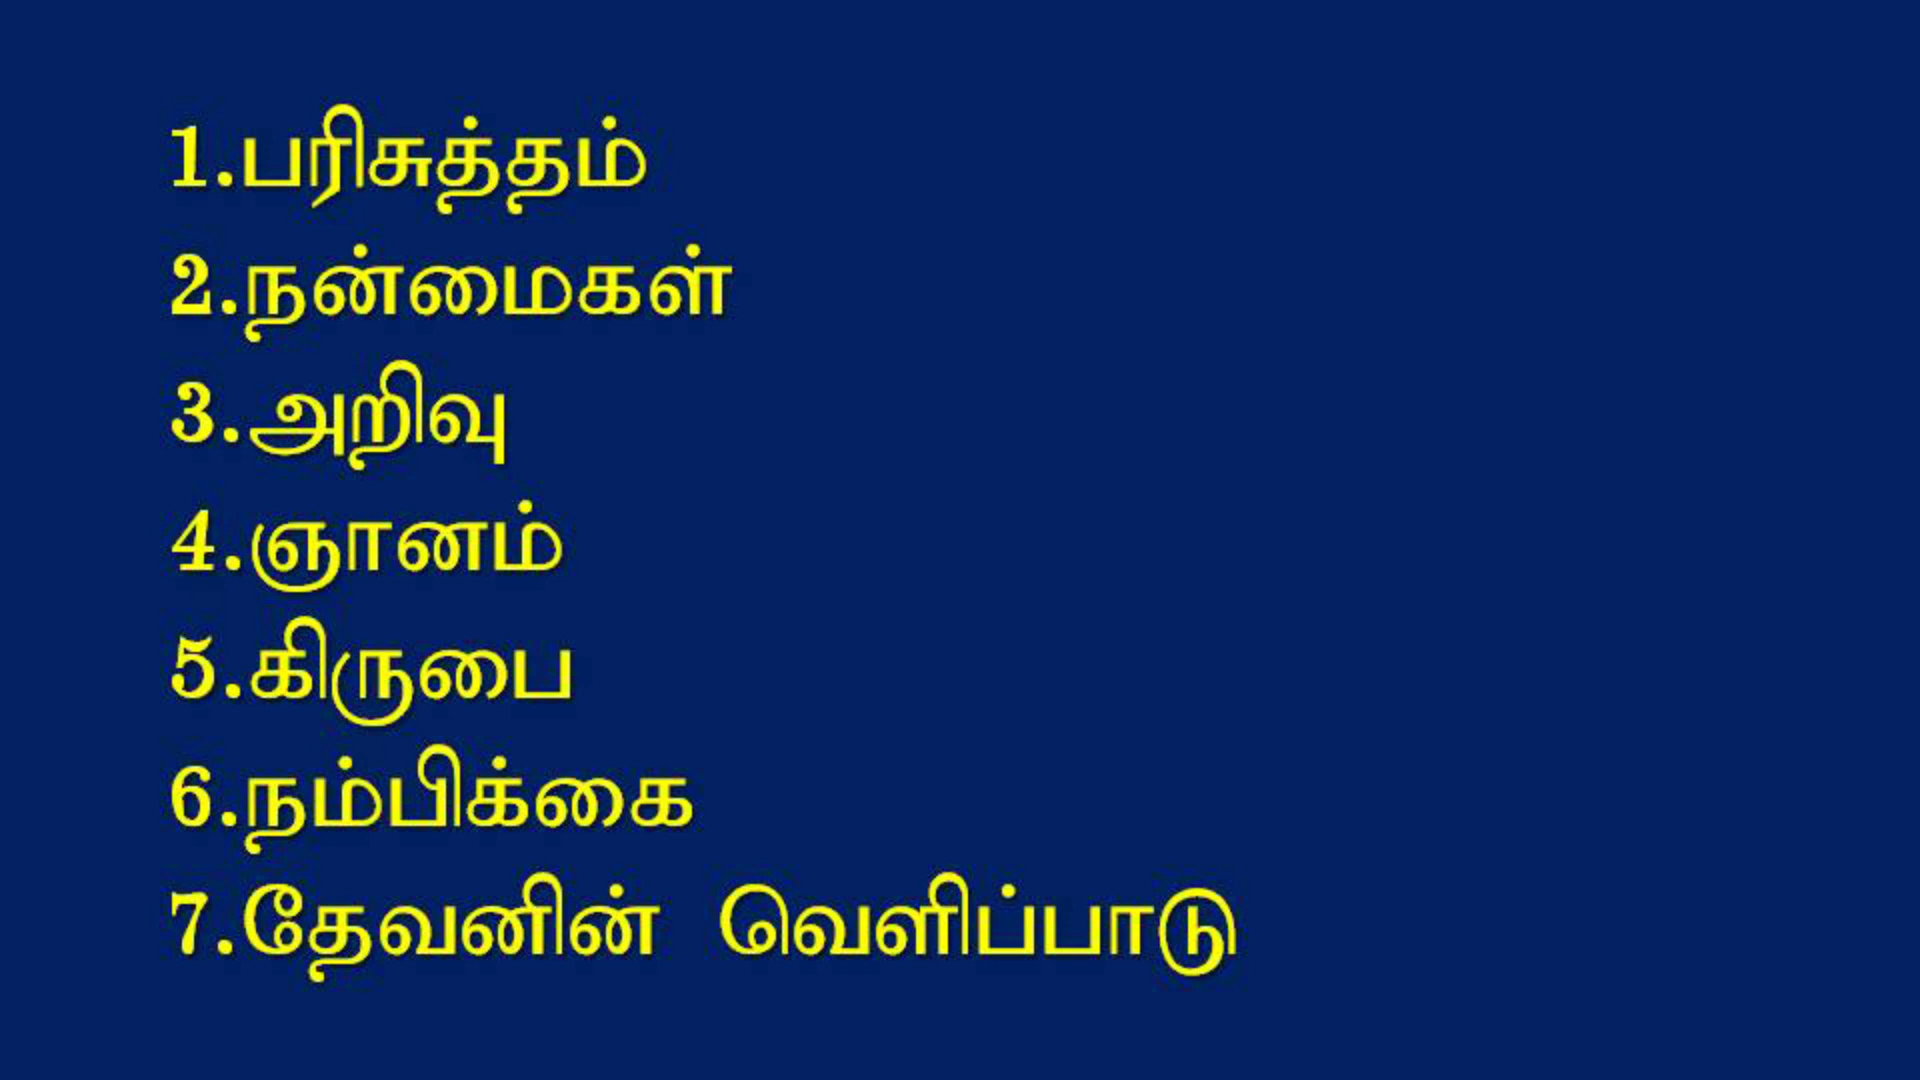 1.பரிசுத்தம்
2.நன்மைகள்
3.அறிவு
4.ஞானம்
5.கிருபை
6.நம்பிக்கை
7.தேவனின் வெளிப்பாடு